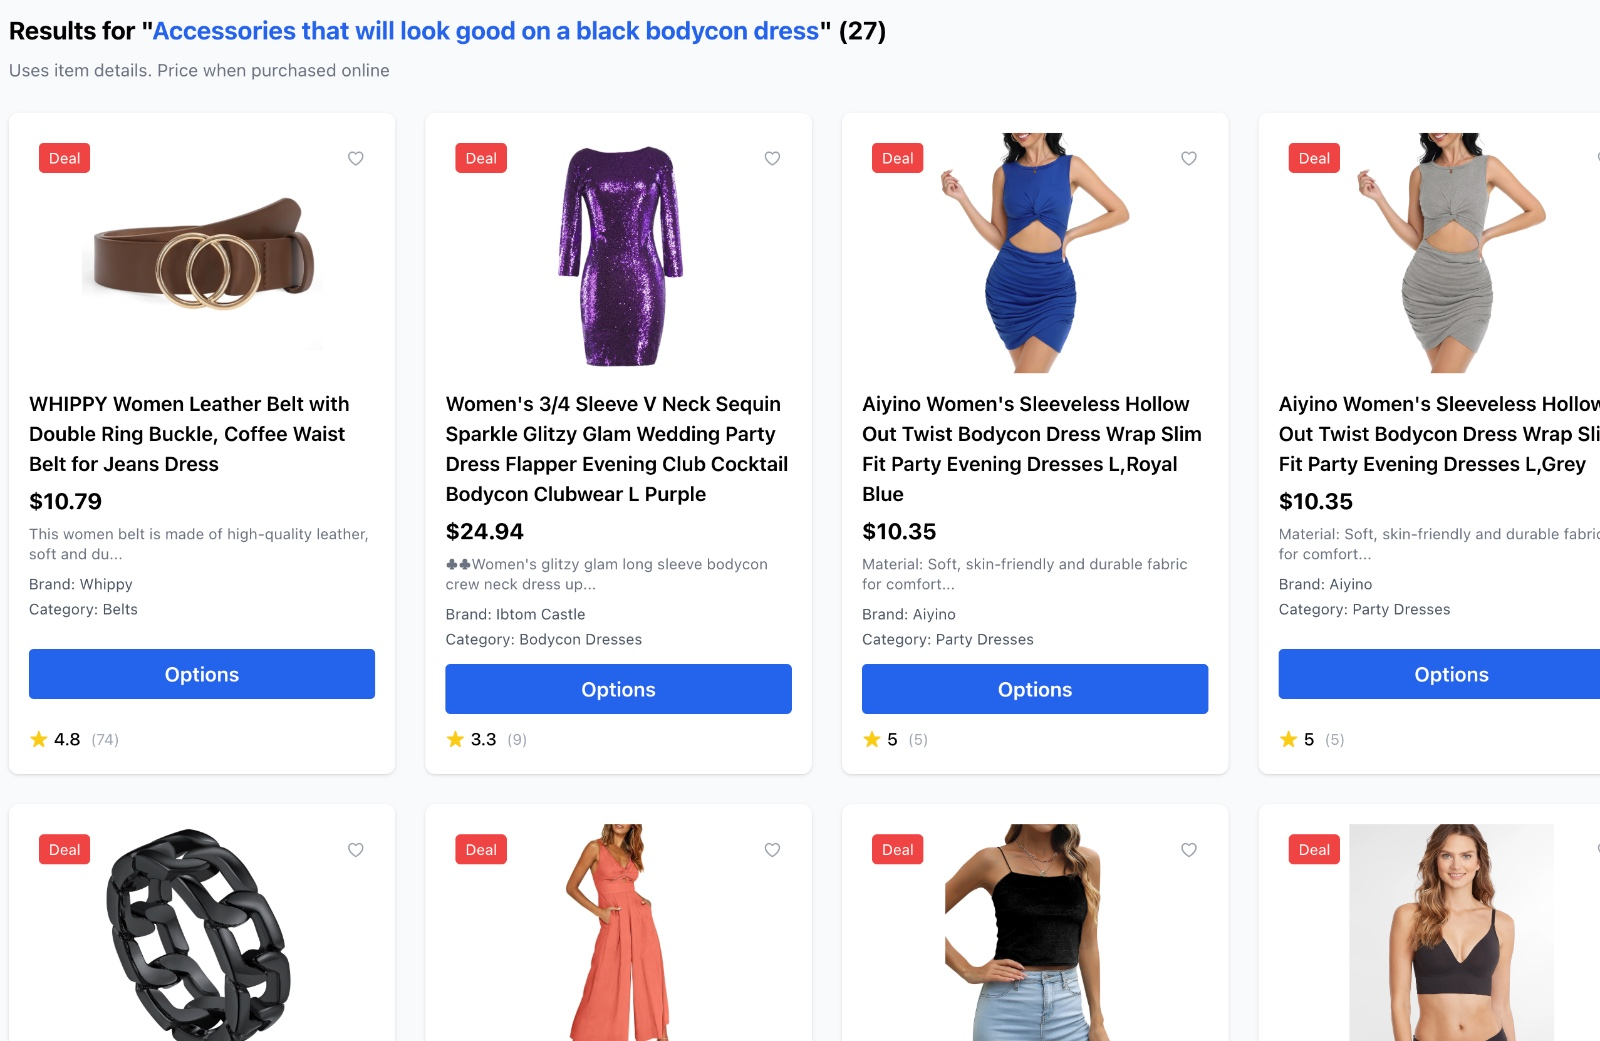 Results for "Accessories that will look good on a black bodycon dress" (27)
Uses item details. Price when purchased online
Deal
WHIPPY Women Leather Belt with
Double Ring Buckle, Coffee Waist
Belt for Jeans Dress
$10.79
This women belt is made of high-quality leather,
soft and du...
Brand: Whippy
Category: Belts
Options
4.8 (74)
Deal
Women's 3/4 Sleeve V Neck Sequin
Sparkle Glitzy Glam Wedding Party
Dress Flapper Evening Club Cocktail
Bodycon Clubwear L Purple
$24.94
♣♣Women's glitzy glam long sleeve bodycon
crew neck dress up...
Brand: Ibtom Castle
Category: Bodycon Dresses
Options
3.3 (9)
Deal
Aiyino Women's Sleeveless Hollow
Out Twist Bodycon Dress Wrap Slim
Fit Party Evening Dresses L,Royal
Blue
$10.35
Material: Soft, skin-friendly and durable fabric
for comfort...
Brand: Aiyino
Category: Party Dresses
Options
5 (5)
Deal
Aiyino Women's Sleeveless Hollow
Out Twist Bodycon Dress Wrap Sli
Fit Party Evening Dresses L,Grey
$10.35
Material: Soft, skin-friendly and durable fabric
for comfort...
Brand: Aiyino
Category: Party Dresses
Options
5 (5)
Deal
Deal
Deal
Deal